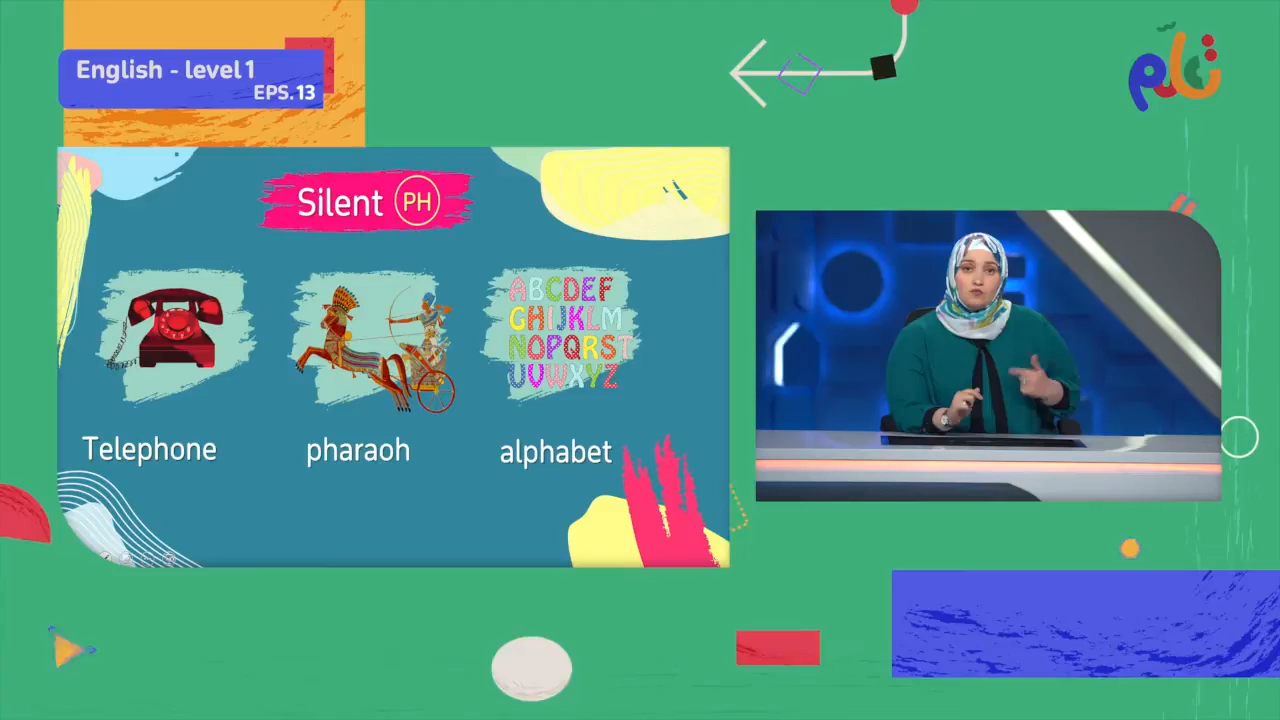 English - level 1
EPS.13
Silent PH
ABCDEF
GHIJKLM
NOPQRST
UVWXYZ
Telephone
pharaoh
alphabet